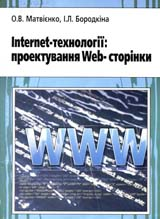 О.В. Матвієнко, І.Л. Бородкіна
Internet-технології:
проектування Web- сторінки
WWW